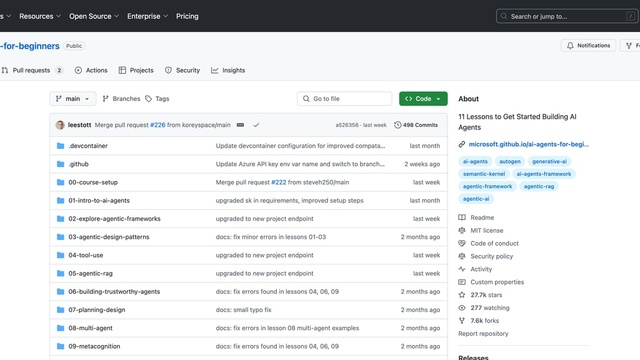 s Resources Open Source Enterprise Pricing Search or jump to... /
-for-beginners Public Notifications
Pull requests 2 Actions Projects Security Insights
main Branches Tags Go to file Code
leestott Merge pull request #226 from koreyspace/main a526356 · last week 498 Commits
.devcontainer Update devcontainer configuration for improved compata... last month
.github Update Azure API key env var name and switch to branch... 2 weeks ago
00-course-setup Merge pull request #222 from steveh250/main last week
01-intro-to-ai-agents upgraded sk in requirements, improved setup steps last month
02-explore-agentic-frameworks upgraded to new project endpoint last week
03-agentic-design-patterns docs: fix minor errors in lessons 01-03 2 months ago
04-tool-use upgraded to new project endpoint last week
05-agentic-rag upgraded to new project endpoint last week
06-building-trustworthy-agents docs: fix errors found in lessons 04, 06, 09 2 months ago
07-planning-design docs: small typo fix 2 months ago
08-multi-agent docs: fix errors in lesson 08 multi-agent examples 2 months ago
09-metacognition docs: fix errors found in lessons 04, 06, 09 2 months ago
About
11 Lessons to Get Started Building AI
Agents
microsoft.github.io/ai-agents-for-begi...
ai-agents autogen generative-ai
semantic-kernel ai-agents-framework
agentic-framework agentic-rag
agentic-ai
Readme
MIT license
Code of conduct
Security policy
Activity
Custom properties
27.7k stars
277 watching
7.6k forks
Report repository
Releases